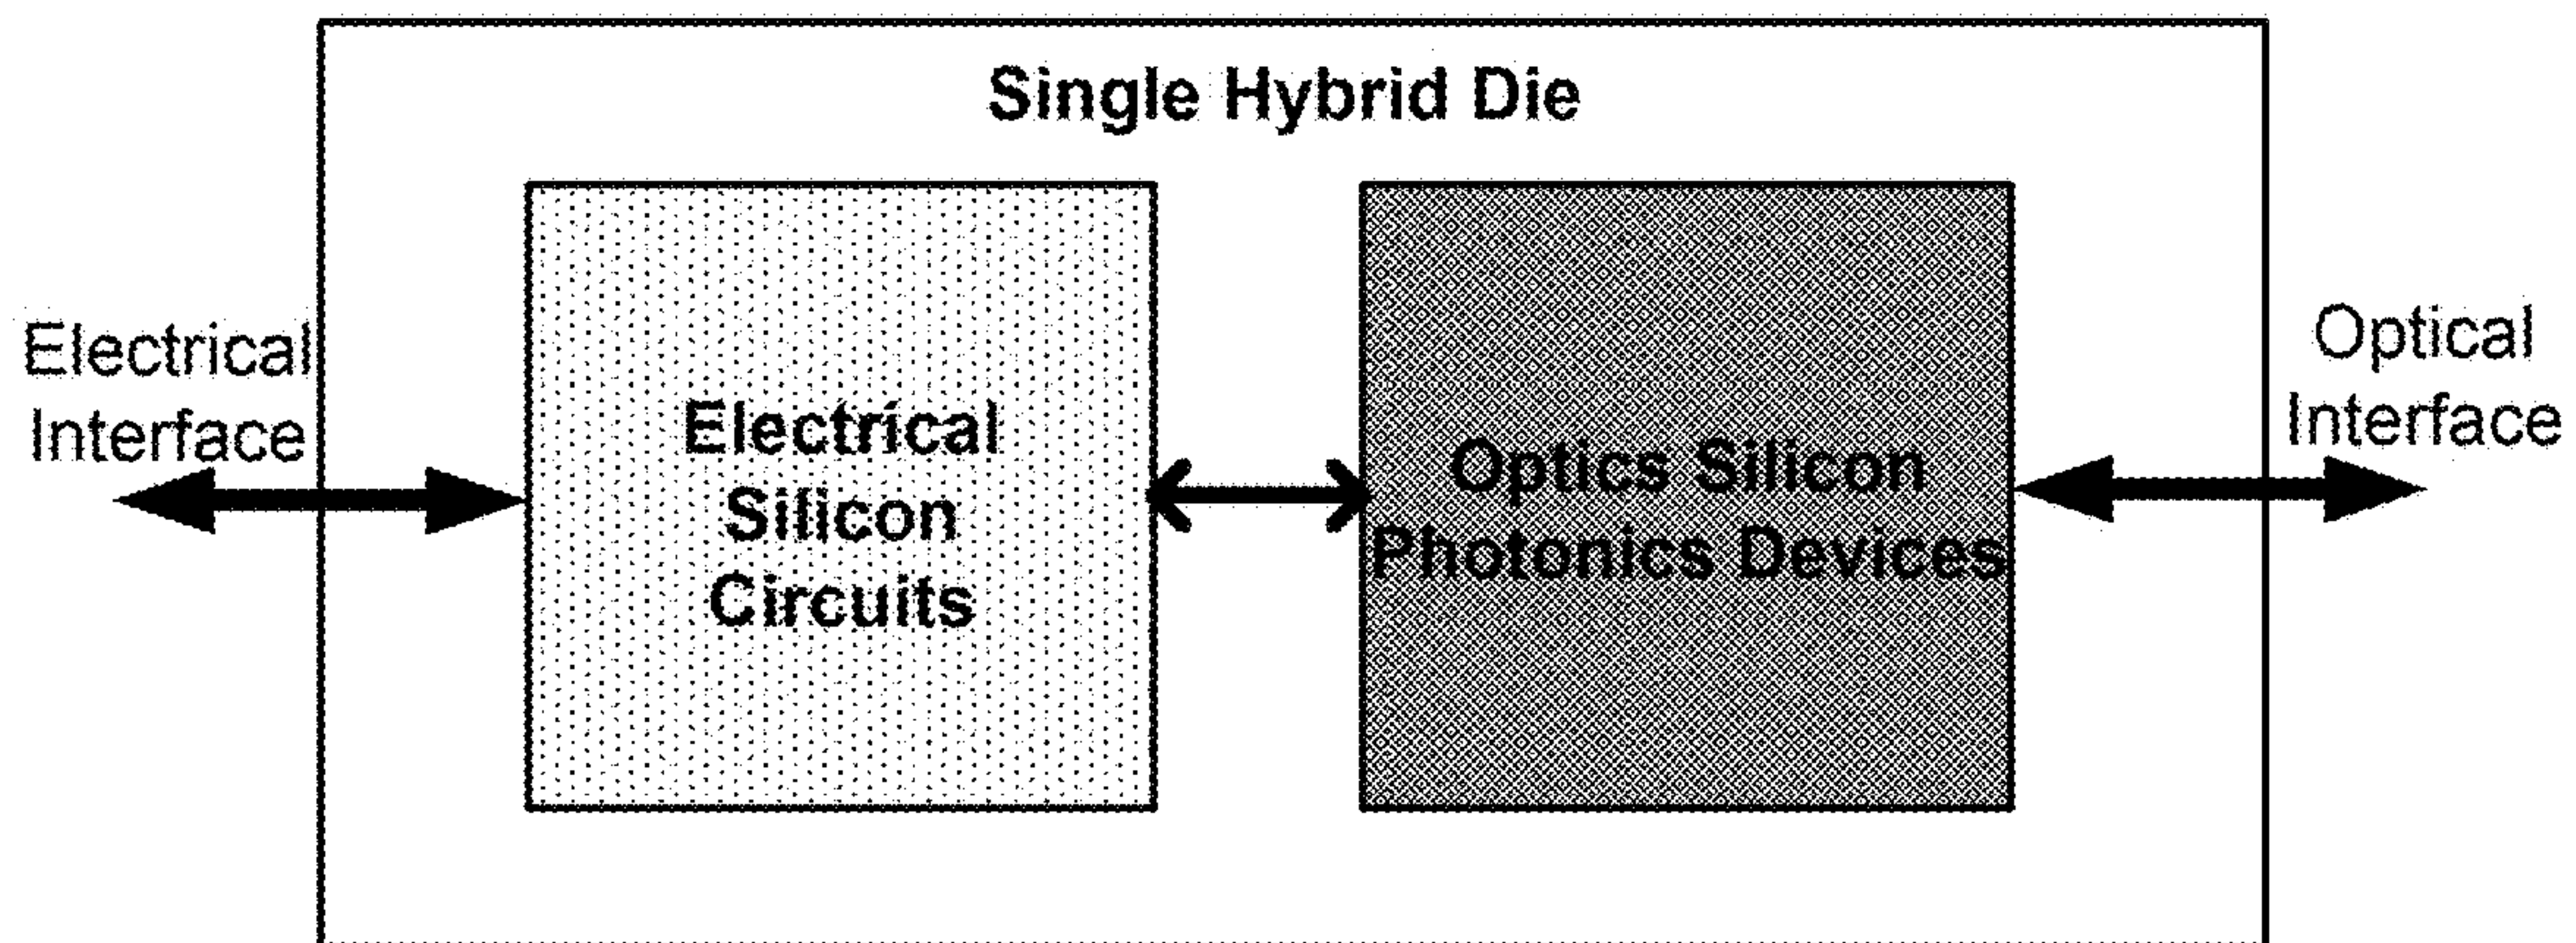 Single Hybrid Die
Electrical
Interface
Electrical
Silicon
Circuits
Optics Silicon
Photonics Devices
Optical
Interface